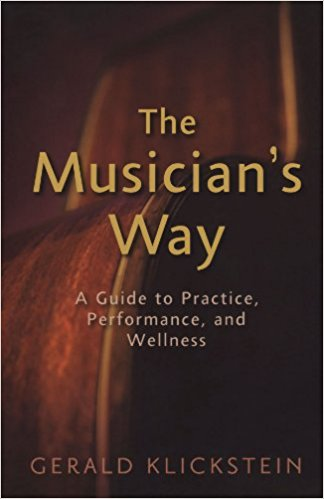 The
Musician's
Way
A Guide to Practice,
Performance, and
Wellness
GERALD KLICKSTEIN